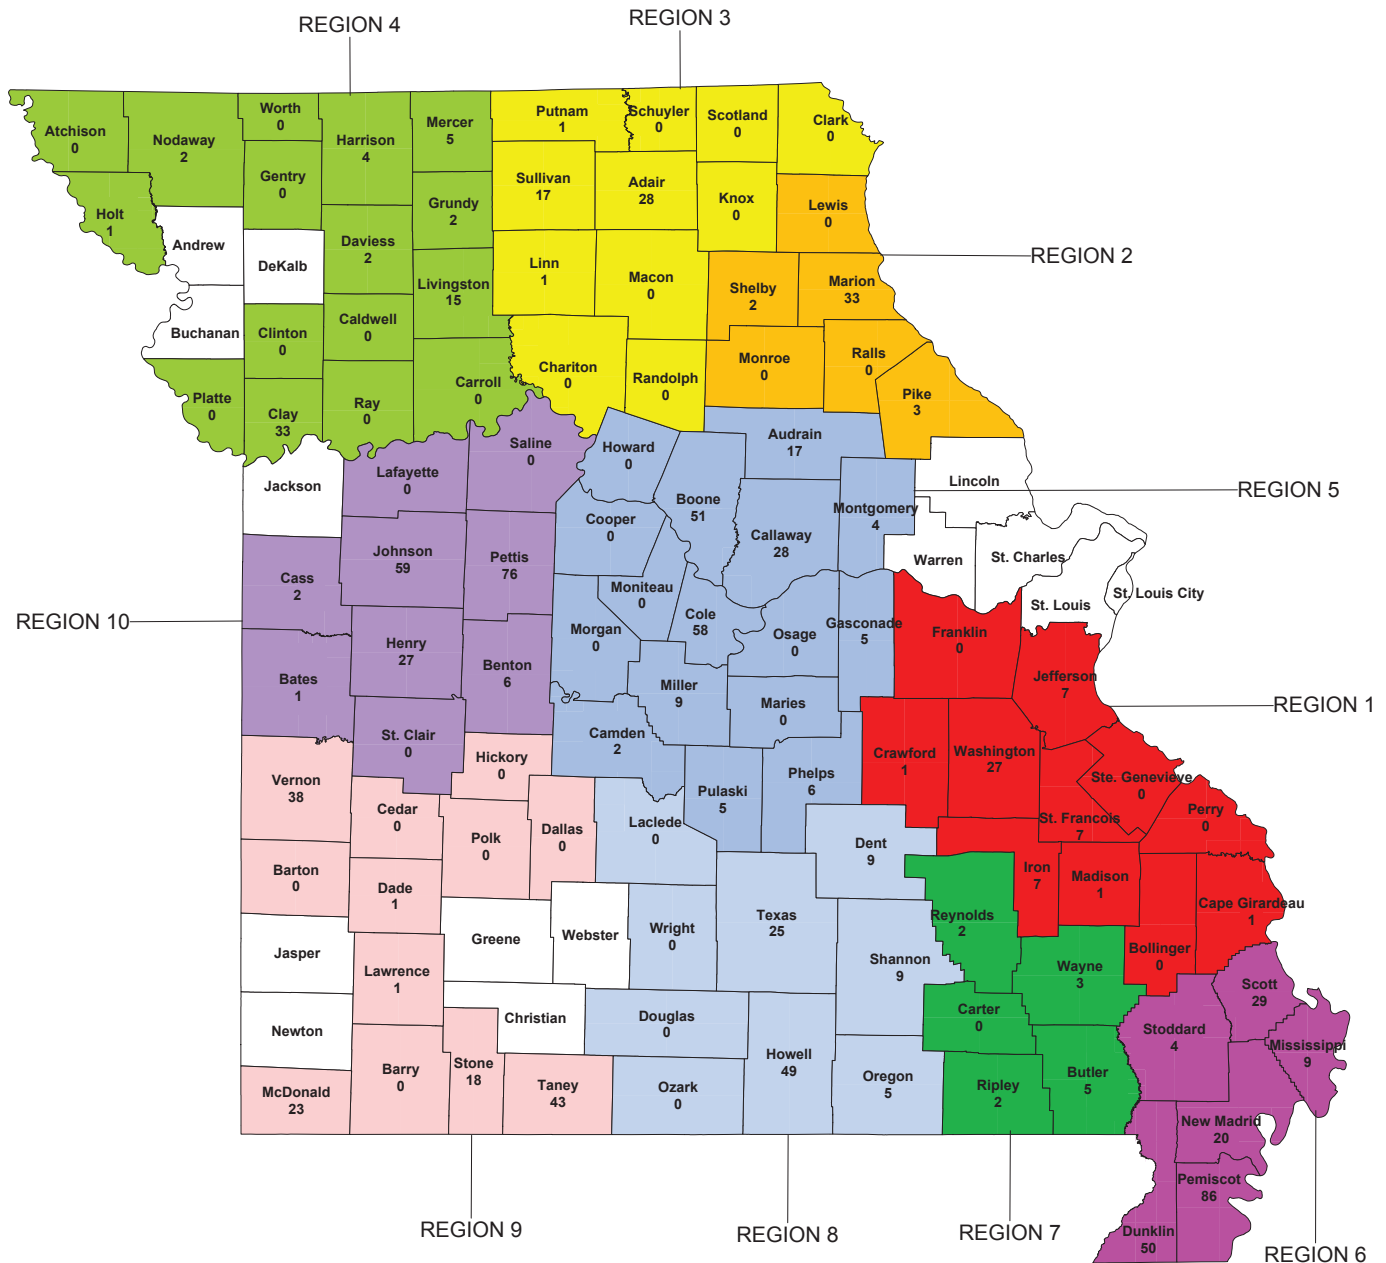 REGION 4
REGION 3
Atchison
0
Nodaway
2
Worth
0
Harrison
4
Mercer
5
Putnam
1
Schuyler
0
Scotland
0
Clark
0
Holt
1
Gentry
0
Grundy
2
Sullivan
17
Adair
28
Knox
0
Lewis
0
Andrew
DeKalb
Daviess
2
Livingston
15
Linn
1
Macon
0
Shelby
2
Marion
33
REGION 2
Buchanan
Clinton
0
Caldwell
0
Chariton
0
Randolph
0
Monroe
0
Ralls
0
Pike
3
Platte
0
Clay
33
Ray
0
Carroll
0
Saline
0
Howard
0
Audrain
17
Jackson
Lafayette
0
Boone
51
Lincoln
REGION 5
Montgomery
4
Cooper
0
Callaway
28
Johnson
59
Pettis
76
Warren
St. Charles
Cass
2
Moniteau
0
St. Louis City
St. Louis
REGION 10
Morgan
0
Cole
58
Osage
0
Gasconade
5
Franklin
0
Henry
27
Benton
6
Bates
1
Miller
9
Maries
0
Jefferson
7
REGION 1
St. Clair
0
Camden
2
Hickory
0
Crawford
1
Washington
27
Vernon
38
Pulaski
5
Phelps
6
Ste. Genevieve
0
Cedar
0
Polk
0
Dallas
0
Laclede
0
Dent
9
St. Francois
7
Perry
0
Barton
0
Dade
1
Iron
7
Madison
1
Cape Girardeau
1
Jasper
Greene
Webster
Wright
0
Texas
25
Reynolds
2
Bollinger
0
Lawrence
1
Shannon
9
Wayne
3
Scott
29
Newton
Christian
Douglas
0
Carter
0
Stoddard
4
Mississippi
9
McDonald
23
Barry
0
Stone
18
Taney
43
Ozark
0
Howell
49
Oregon
5
Ripley
2
Butler
5
New Madrid
20
Pemiscot
86
Dunklin
50
REGION 9
REGION 8
REGION 7
REGION 6